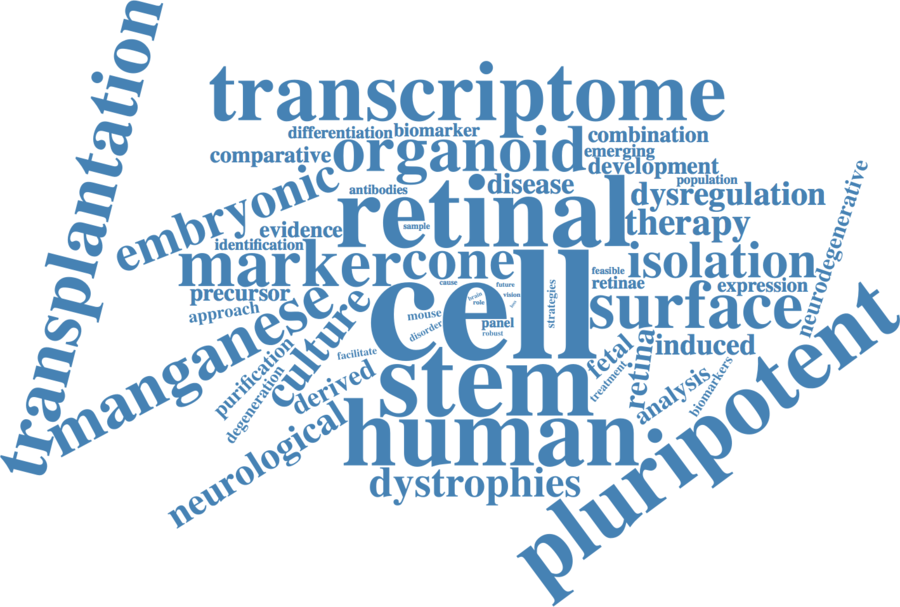 transplantation
transcriptome
differentiation
biomarker
combination
comparative
organoid
emerging
development
embryonic
antibodies
disease
population
dysregulation
retinal
evidence
sample
therapy
identification
marker
cone
isolation
neurodegenerative
feasible
retinae
expression
cause
future
precursor
cell
brain
vision
role
strategies
surface
approach
manganese
culture
mouse
disorder
panel
robust
purification
facilitate
fetal
retina
induced
pluripotent
degeneration
derived
stem
treatment
analysis
biomarkers
neurological
human
dystrophies